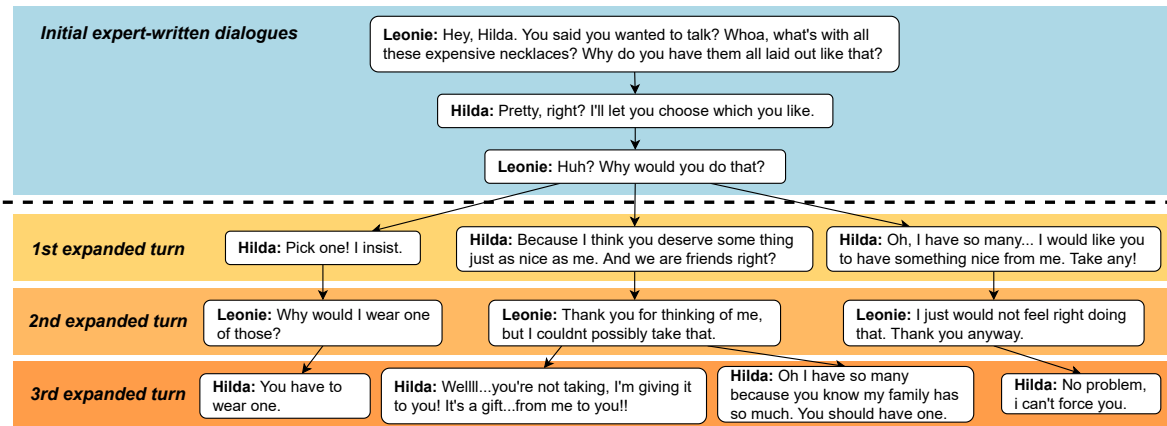 Initial expert-written dialogues
Leonie: Hey, Hilda. You said you wanted to talk? Whoa, what's with all
these expensive necklaces? Why do you have them all laid out like that?
Hilda: Pretty, right? I'll let you choose which you like.
Leonie: Huh? Why would you do that?
1st expanded turn
Hilda: Pick one! I insist.
Hilda: Because I think you deserve some thing
just as nice as me. And we are friends right?
Hilda: Oh, I have so many... I would like you
to have something nice from me. Take any!
2nd expanded turn
Leonie: Why would I wear one
of those?
Leonie: Thank you for thinking of me,
but I couldnt possibly take that.
Leonie: I just would not feel right doing
that. Thank you anyway.
3rd expanded turn
Hilda: You have to
wear one.
Hilda: Wellll...you're not taking, I'm giving it
to you! It's a gift...from me to you!!
Hilda: Oh I have so many
because you know my family has
so much. You should have one.
Hilda: No problem,
i can't force you.